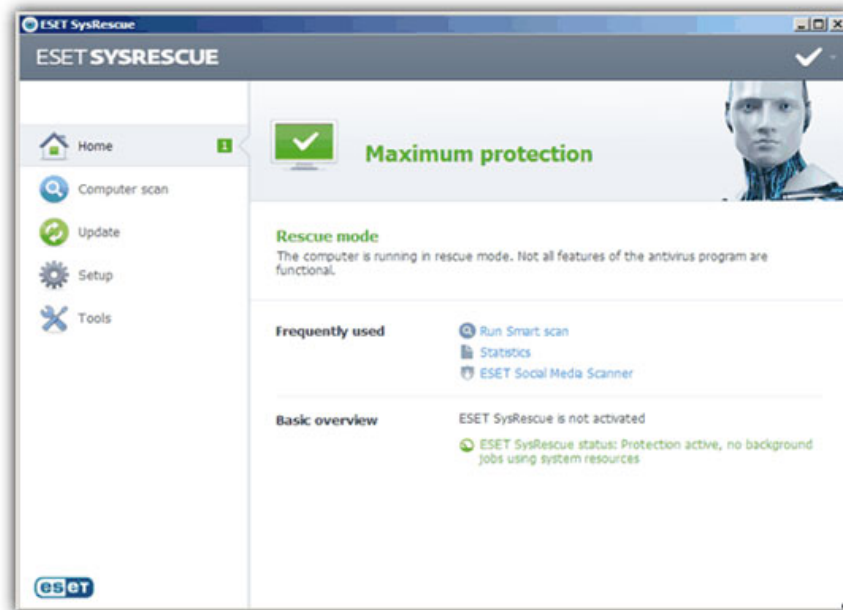 ESET SysRescue
ESET SYSRESCUE
Home 1
Computer scan
Update
Setup
Tools
Maximum protection
Rescue mode
The computer is running in rescue mode. Not all features of the antivirus program are
functional.
Frequently used
Run Smart scan
Statistics
ESET Social Media Scanner
Basic overview
ESET SysRescue is not activated
ESET SysRescue status: Protection active, no background
jobs using system resources
eseT